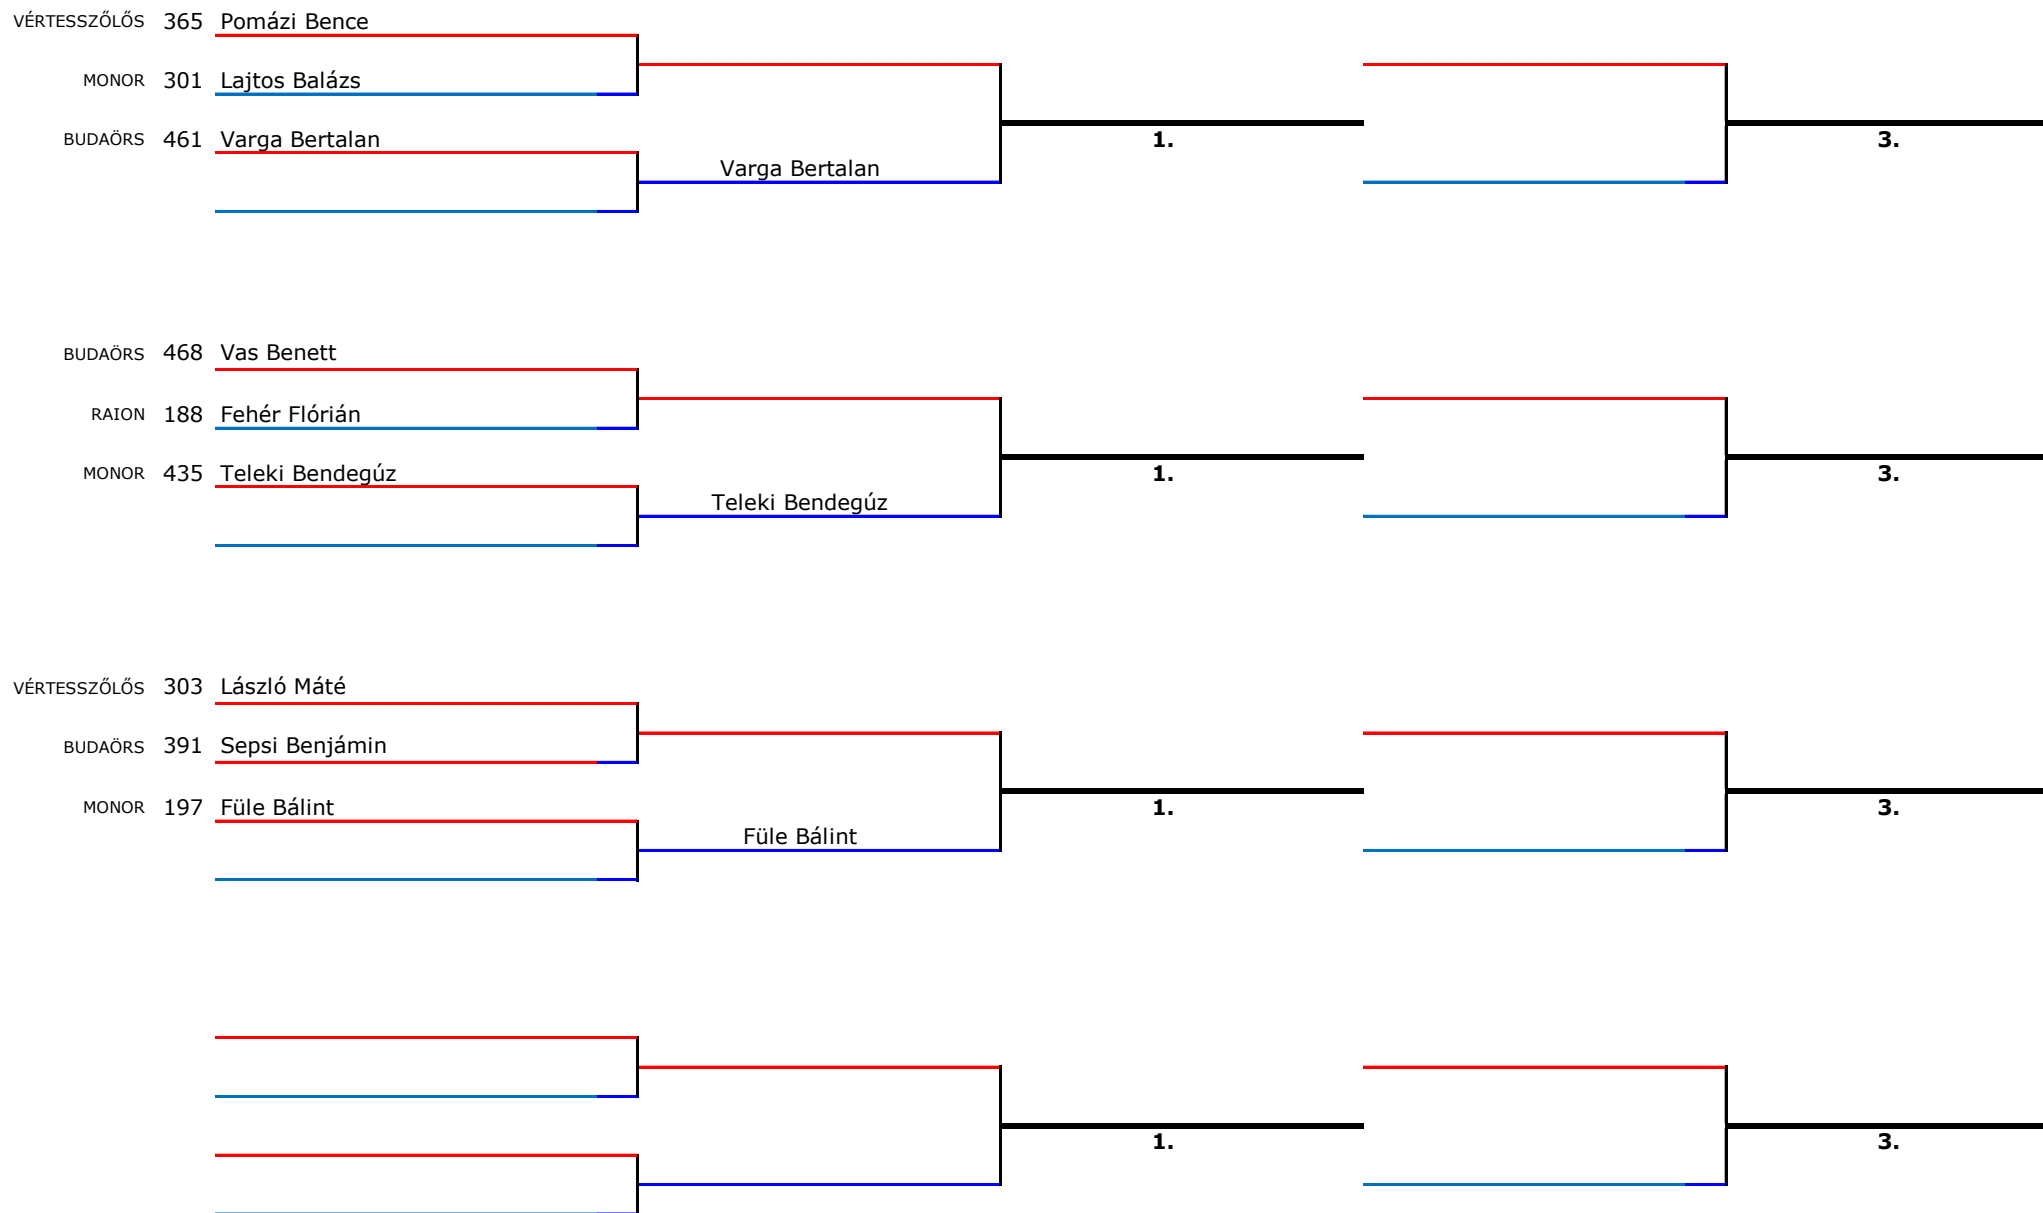 VÉRTESSZŐLŐS 365 Pomázi Bence
MONOR 301 Lajtos Balázs
BUDAÖRS 461 Varga Bertalan
1.
3.
Varga Bertalan
BUDAÖRS 468 Vas Benett
RAION 188 Fehér Flórián
MONOR 435 Teleki Bendegúz
1.
3.
Teleki Bendegúz
VÉRTESSZŐLŐS 303 László Máté
BUDAÖRS 391 Sepsi Benjámin
MONOR 197 Füle Bálint
1.
3.
Füle Bálint
1.
3.